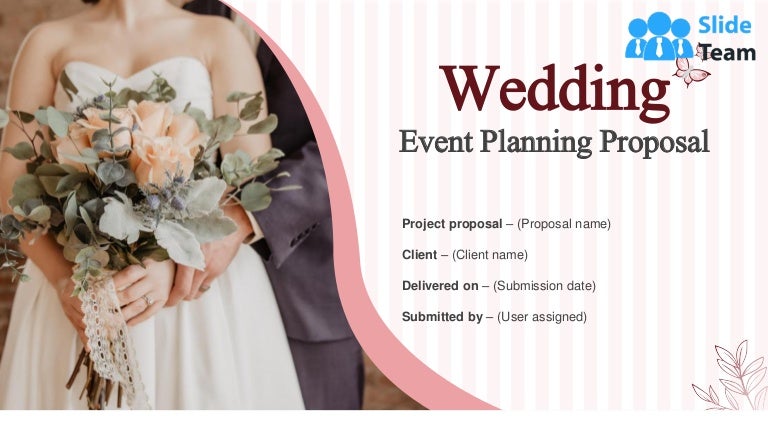 Slide
Team
Wedding
Event Planning Proposal
Project proposal – (Proposal name)
Client – (Client name)
Delivered on – (Submission date)
Submitted by – (User assigned)